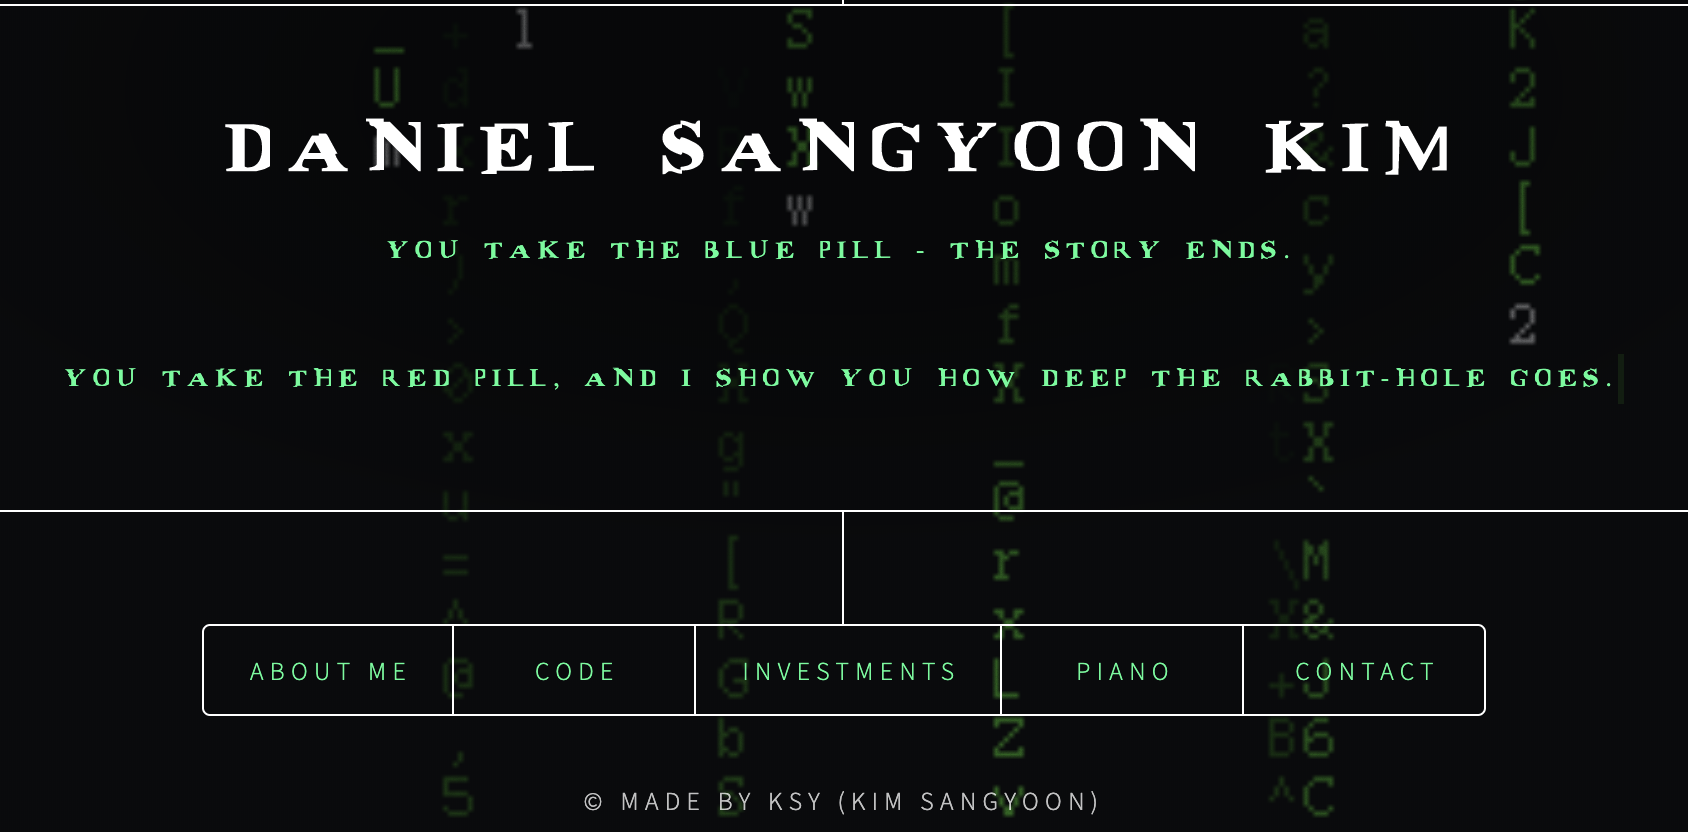 DANIEL SANGYOON KIM
YOU TAKE THE BLUE PILL - THE STORY ENDS.
YOU TAKE THE RED PILL, AND I SHOW YOU HOW DEEP THE RABBIT-HOLE GOES.
ABOUT ME CODE INVESTMENTS PIANO CONTACT
© MADE BY KSY (KIM SANGYOON)